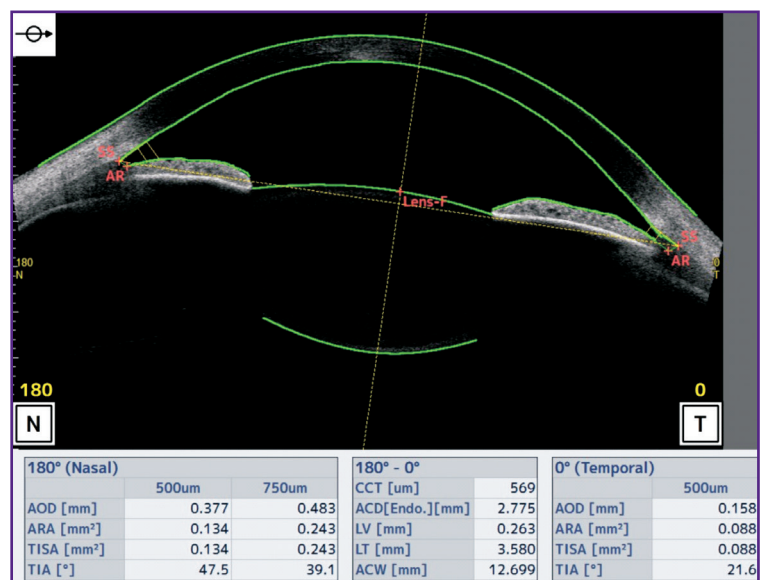 SS
AR
Lens-F
SS
AR
180
N
0
T
180
0
N
T
180° (Nasal)
500um 750um
AOD [mm] 0.377 0.483
ARA [mm²] 0.134 0.243
TISA [mm²] 0.134 0.243
TIA [°] 47.5 39.1
180° - 0°
CCT [um] 569
ACD[Endo.][mm] 2.775
LV [mm] 0.263
LT [mm] 3.580
ACW [mm] 12.699
0° (Temporal)
500um
AOD [mm] 0.158
ARA [mm²] 0.088
TISA [mm²] 0.088
TIA [°] 21.6